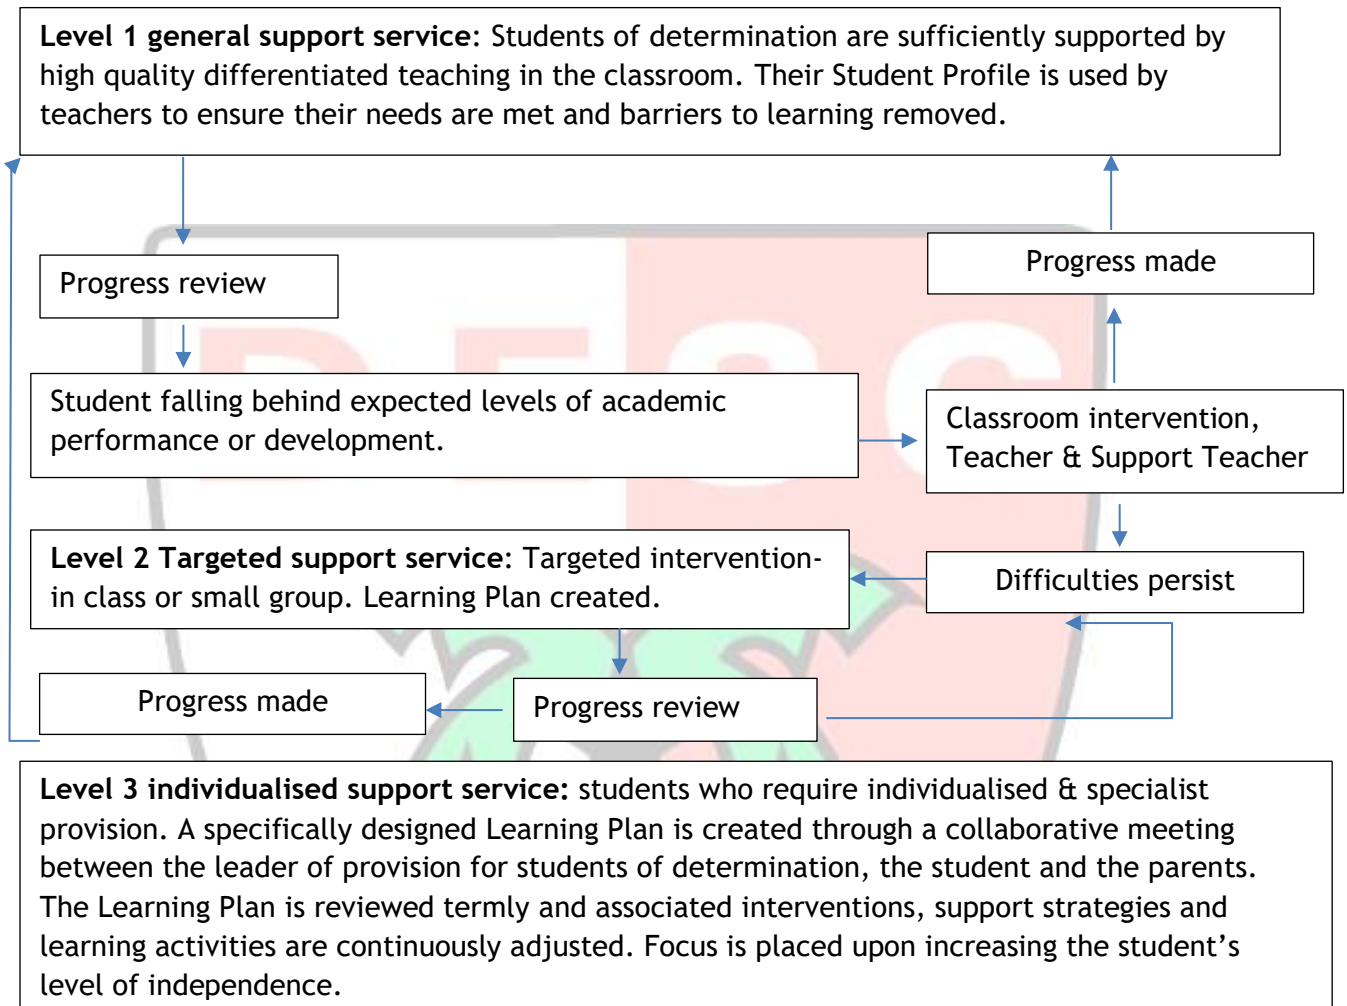 Level 1 general support service: Students of determination are sufficiently supported by
high quality differentiated teaching in the classroom. Their Student Profile is used by
teachers to ensure their needs are met and barriers to learning removed.
Progress review
Progress made
Student falling behind expected levels of academic
performance or development.
Classroom intervention,
Teacher & Support Teacher
Level 2 Targeted support service: Targeted intervention-
in class or small group. Learning Plan created.
Difficulties persist
Progress made
Progress review
Level 3 individualised support service: students who require individualised & specialist
provision. A specifically designed Learning Plan is created through a collaborative meeting
between the leader of provision for students of determination, the student and the parents.
The Learning Plan is reviewed termly and associated interventions, support strategies and
learning activities are continuously adjusted. Focus is placed upon increasing the student’s
level of independence.